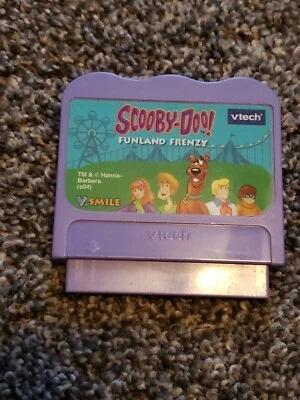 SCOOBY-DOO!
vtech
FUNLAND FRENZY
TM & © Hanna-
Barbera.
(s04)
V.SMILE
vtech